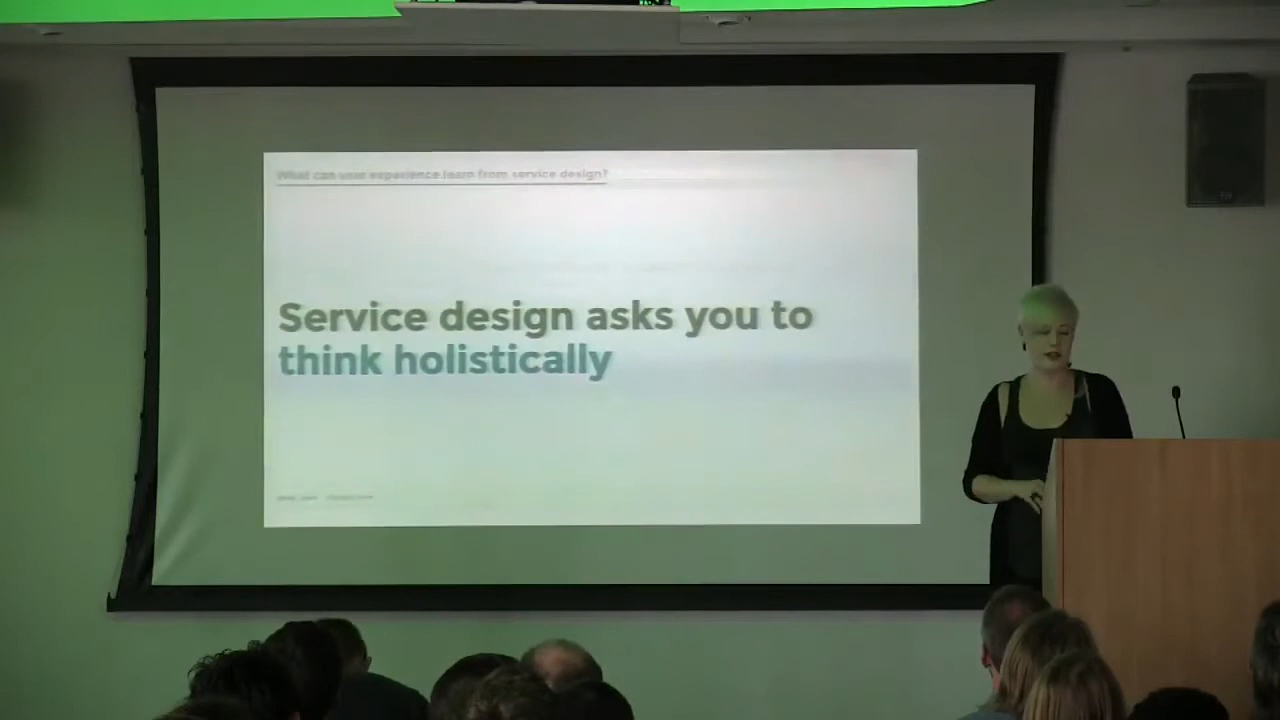 What can user experience learn from service design?
Service design asks you to
think holistically